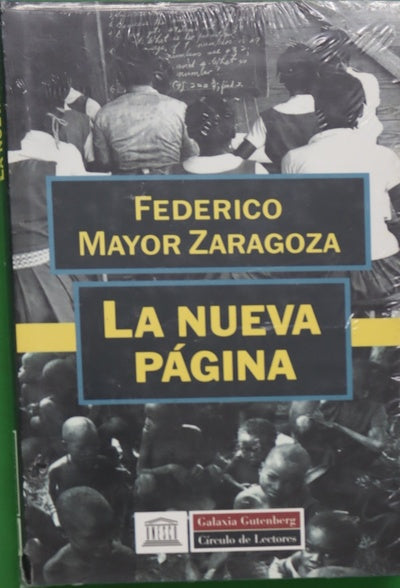 FEDERICO
MAYOR ZARAGOZA
LA NUEVA
PÁGINA
Galaxia Gutenberg
Círculo de Lectores